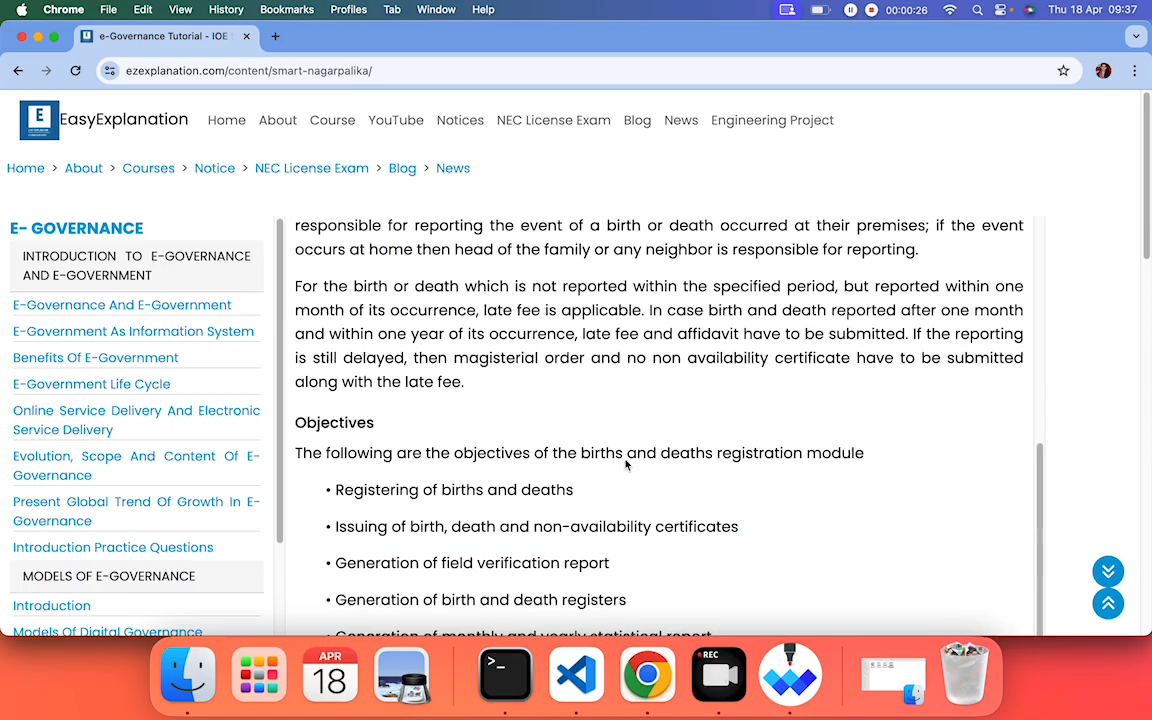 Chrome File Edit View History Bookmarks Profiles Tab Window Help 00:00:26 Thu 18 Apr 09:37
e-Governance Tutorial - IOE
ezexplanation.com/content/smart-nagarpalika/
E EasyExplanation Home About Course YouTube Notices NEC License Exam Blog News Engineering Project
Home > About > Courses > Notice > NEC License Exam > Blog > News
E- GOVERNANCE
INTRODUCTION TO E-GOVERNANCE
AND E-GOVERNMENT
E-Governance And E-Government
E-Government As Information System
Benefits Of E-Government
E-Government Life Cycle
Online Service Delivery And Electronic
Service Delivery
Evolution, Scope And Content Of E-
Governance
Present Global Trend Of Growth In E-
Governance
Introduction Practice Questions
MODELS OF E-GOVERNANCE
Introduction
Models Of Digital Governance
responsible for reporting the event of a birth or death occurred at their premises; if the event
occurs at home then head of the family or any neighbor is responsible for reporting.
For the birth or death which is not reported within the specified period, but reported within one
month of its occurrence, late fee is applicable. In case birth and death reported after one month
and within one year of its occurrence, late fee and affidavit have to be submitted. If the reporting
is still delayed, then magisterial order and no non availability certificate have to be submitted
along with the late fee.
Objectives
The following are the objectives of the births and deaths registration module
• Registering of births and deaths
• Issuing of birth, death and non-availability certificates
• Generation of field verification report
• Generation of birth and death registers
• Generation of monthly and yearly statistical report
APR
18
REC